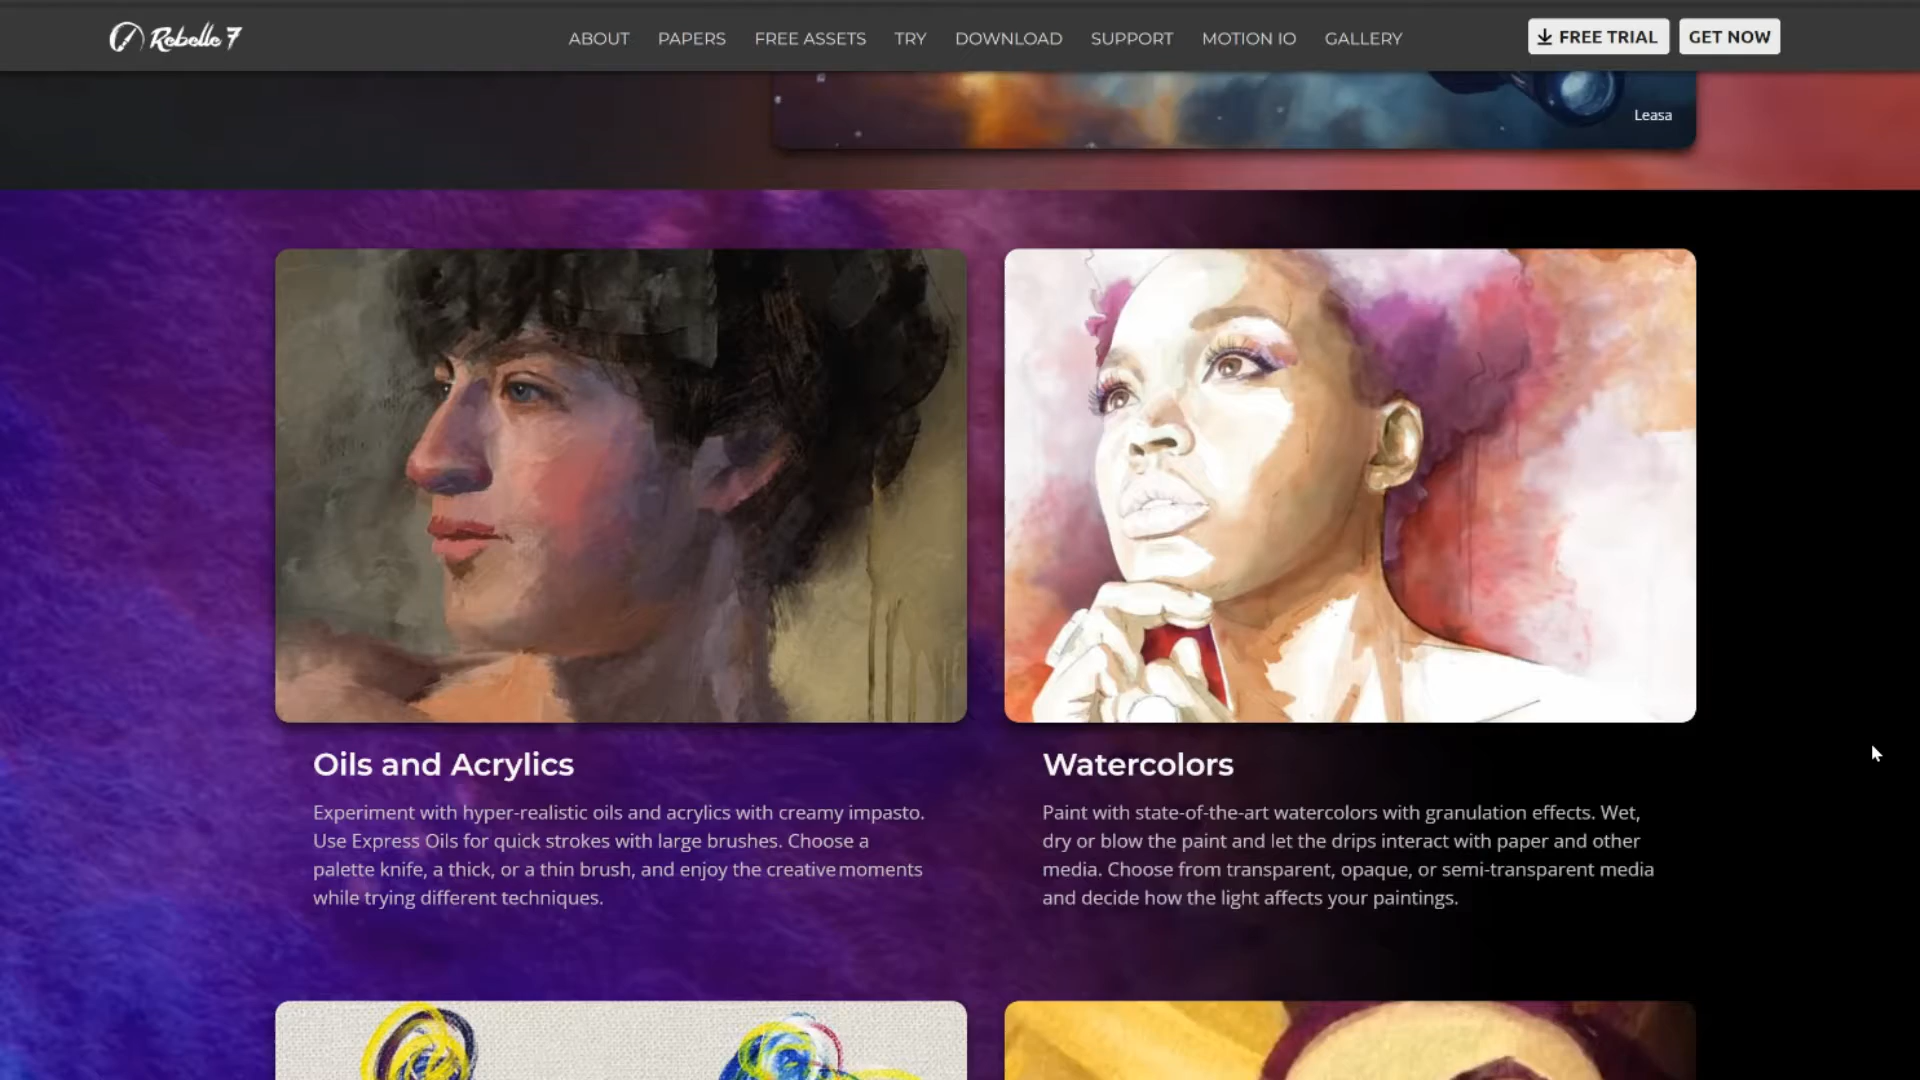 Rebelle 7
ABOUT PAPERS FREE ASSETS TRY DOWNLOAD SUPPORT MOTION IO GALLERY
FREE TRIAL GET NOW
Leasa
Oils and Acrylics
Experiment with hyper-realistic oils and acrylics with creamy impasto.
Use Express Oils for quick strokes with large brushes. Choose a
palette knife, a thick, or a thin brush, and enjoy the creative moments
while trying different techniques.
Watercolors
Paint with state-of-the-art watercolors with granulation effects. Wet,
dry or blow the paint and let the drips interact with paper and other
media. Choose from transparent, opaque, or semi-transparent media
and decide how the light affects your paintings.